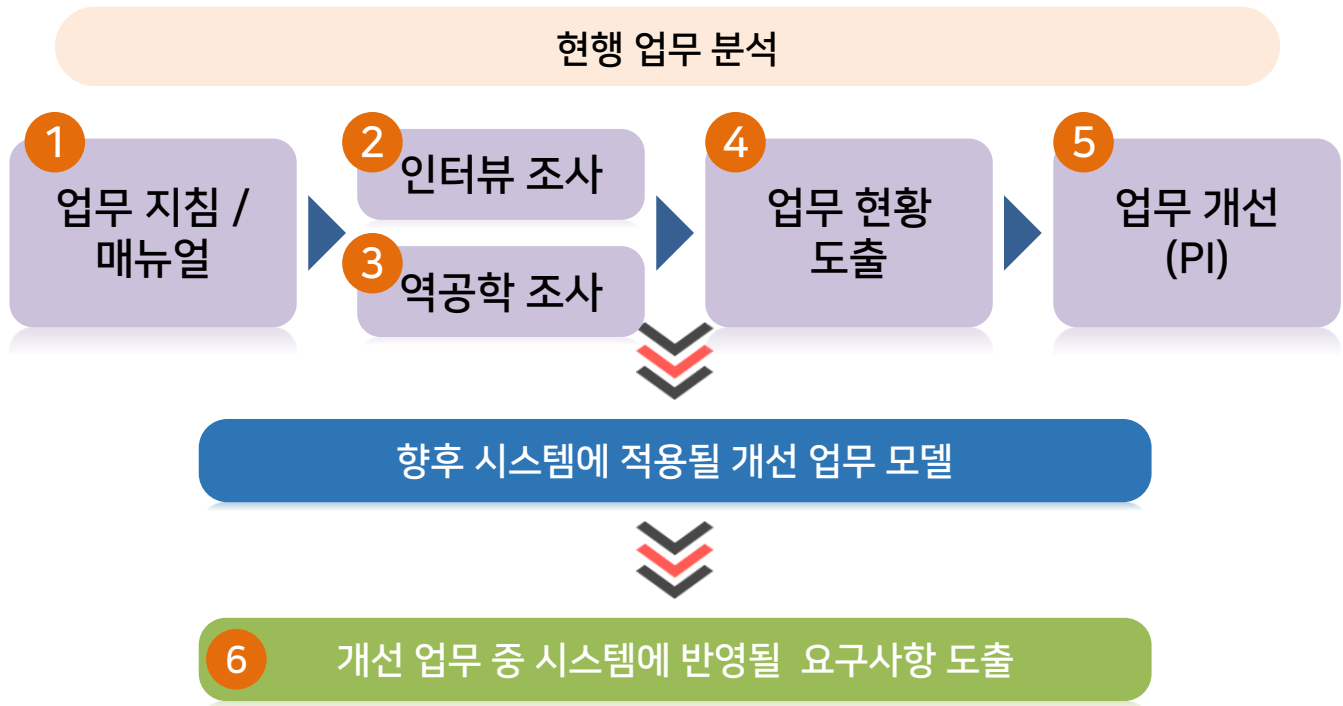 현행 업무 분석
1
업무 지침 /
매뉴얼
2
인터뷰 조사
3
역공학 조사
4
업무 현황
도출
5
업무 개선
(PI)
향후 시스템에 적용될 개선 업무 모델
6
개선 업무 중 시스템에 반영될  요구사항 도출